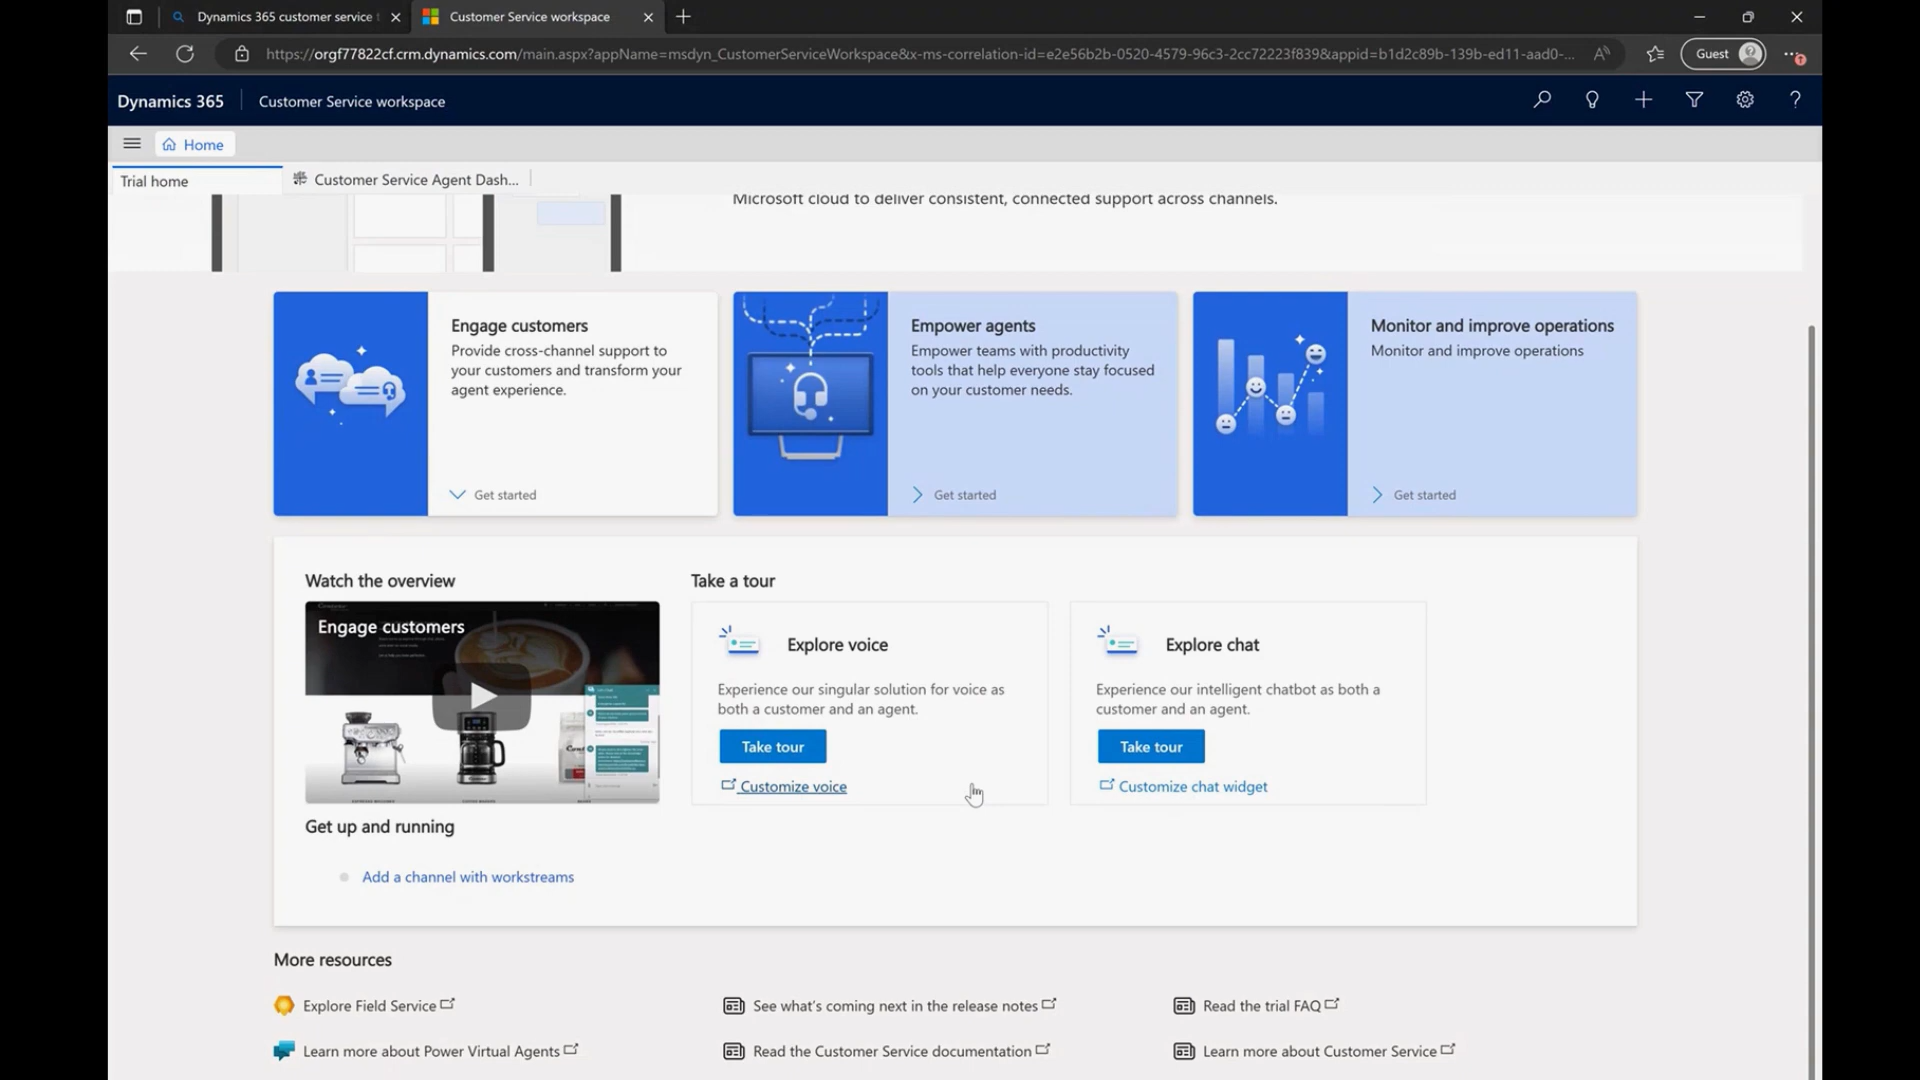 Dynamics 365 customer service
Customer Service workspace
https://orgf77822cf.crm.dynamics.com/main.aspx?appName=msdyn_CustomerServiceWorkspace&x-ms-correlation-id=e2e56b2b-0520-4579-96c3-2cc72223f839&appid=b1d2c89b-139b-ed11-aad0-...
Guest
Dynamics 365
Customer Service workspace
Home
Trial home
Customer Service Agent Dash...
Microsoft cloud to deliver consistent, connected support across channels.
Engage customers
Provide cross-channel support to
your customers and transform your
agent experience.
Get started
Empower agents
Empower teams with productivity
tools that help everyone stay focused
on your customer needs.
Get started
Monitor and improve operations
Monitor and improve operations
Get started
Watch the overview
Engage customers
Take a tour
Explore voice
Experience our singular solution for voice as
both a customer and an agent.
Take tour
Customize voice
Explore chat
Experience our intelligent chatbot as both a
customer and an agent.
Take tour
Customize chat widget
Get up and running
Add a channel with workstreams
More resources
Explore Field Service
See what's coming next in the release notes
Read the trial FAQ
Learn more about Power Virtual Agents
Read the Customer Service documentation
Learn more about Customer Service